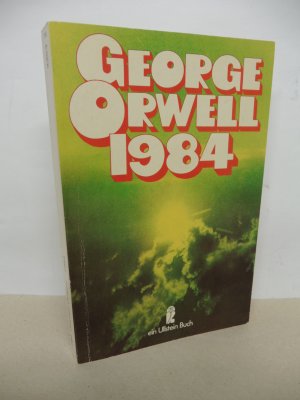 GEORGE
ORWELL
1984
ein Ullstein Buch